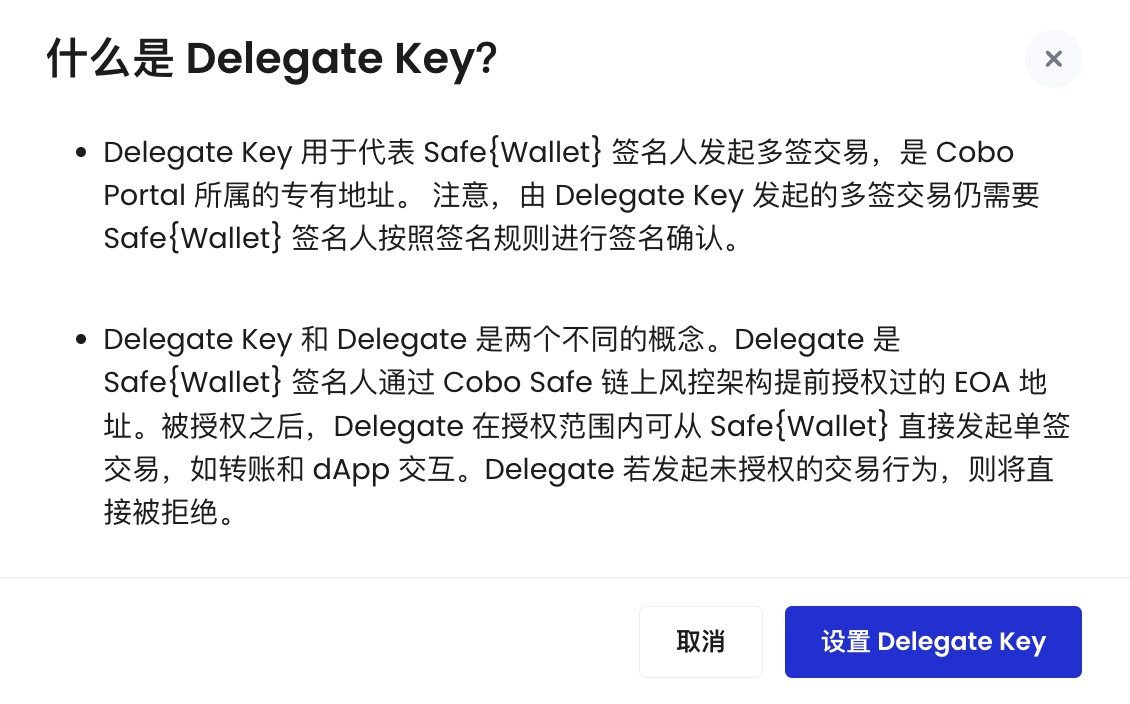 什么是 Delegate Key?
Delegate Key 用于代表 Safe{Wallet} 签名人发起多签交易，是 Cobo
Portal 所属的专有地址。 注意，由 Delegate Key 发起的多签交易仍需要
Safe{Wallet} 签名人按照签名规则进行签名确认。
Delegate Key 和 Delegate 是两个不同的概念。Delegate 是
Safe{Wallet} 签名人通过 Cobo Safe 链上风控架构提前授权过的 EOA 地
址。被授权之后，Delegate 在授权范围内可从 Safe{Wallet} 直接发起单签
交易，如转账和 dApp 交互。Delegate 若发起未授权的交易行为，则将直
接被拒绝。
取消
设置 Delegate Key